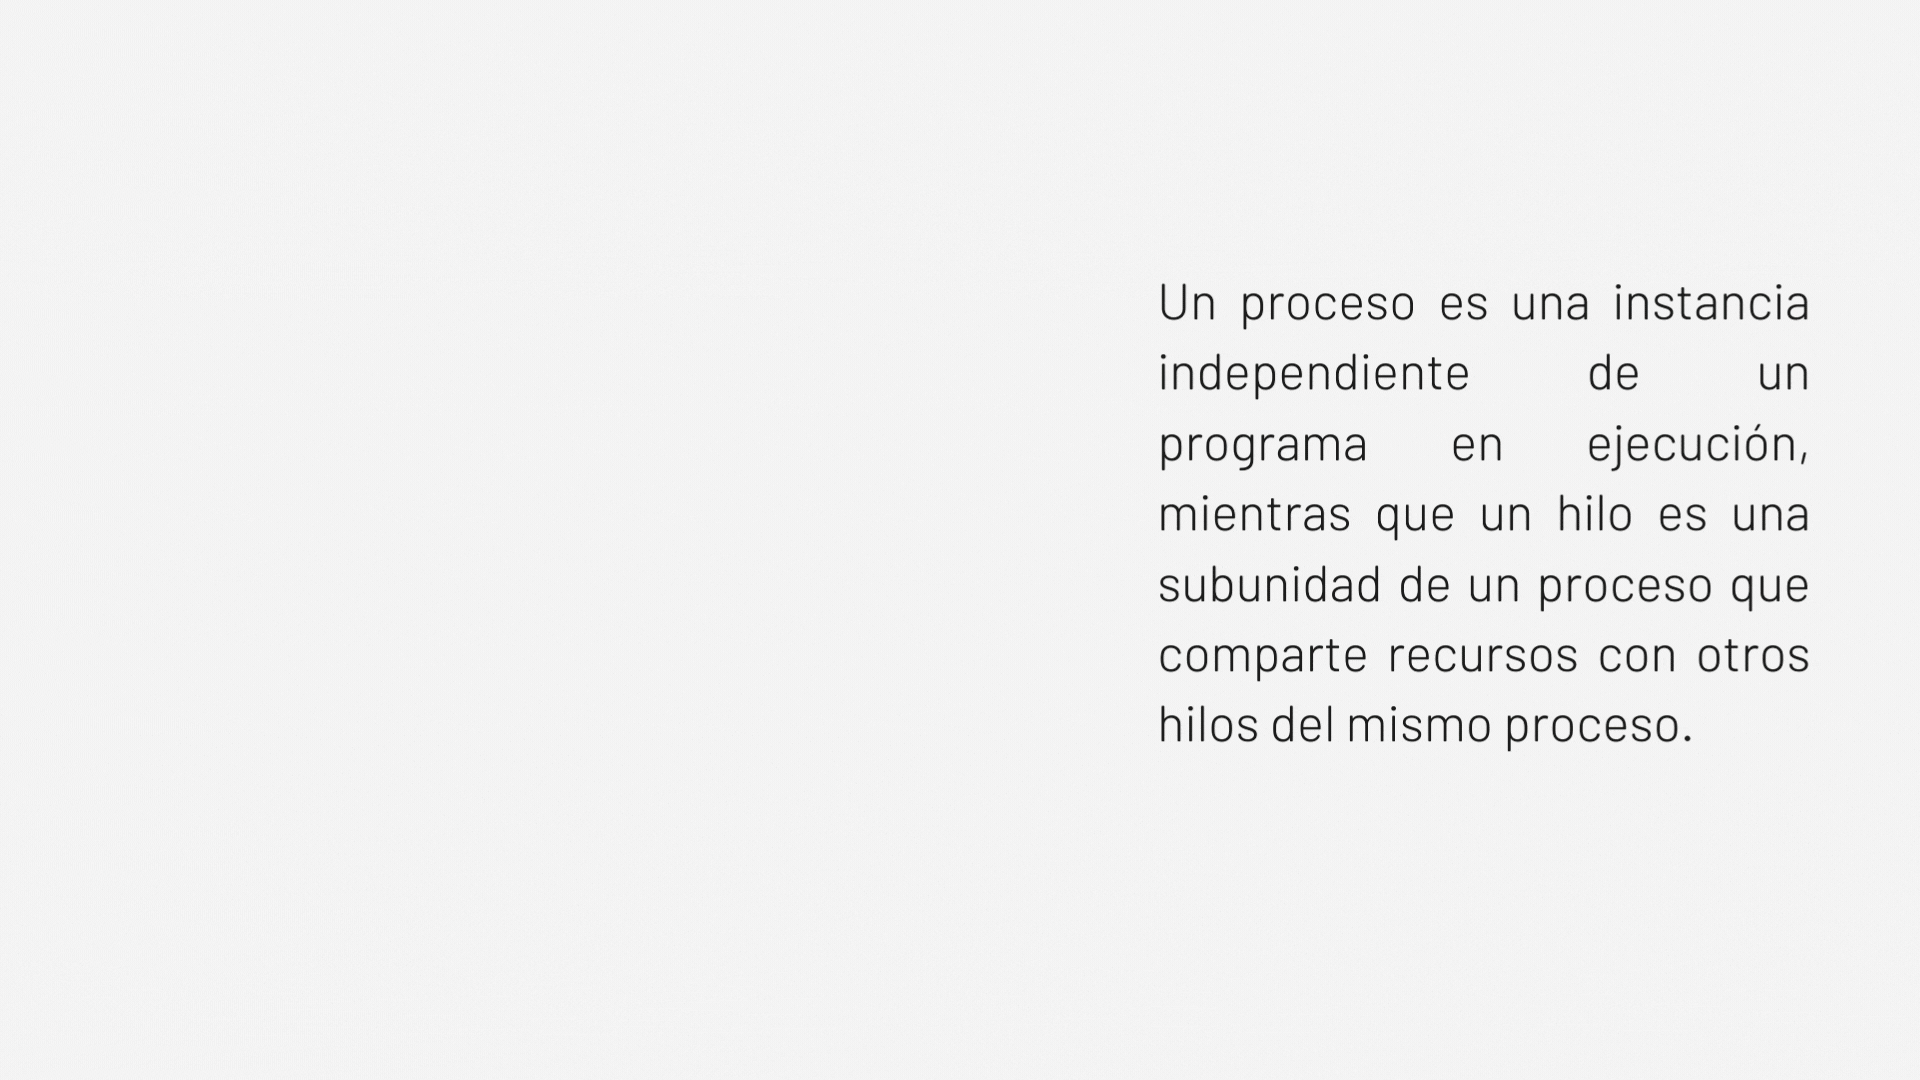 Un proceso es una instancia
independiente de un
programa en ejecución,
mientras que un hilo es una
subunidad de un proceso que
comparte recursos con otros
hilos del mismo proceso.